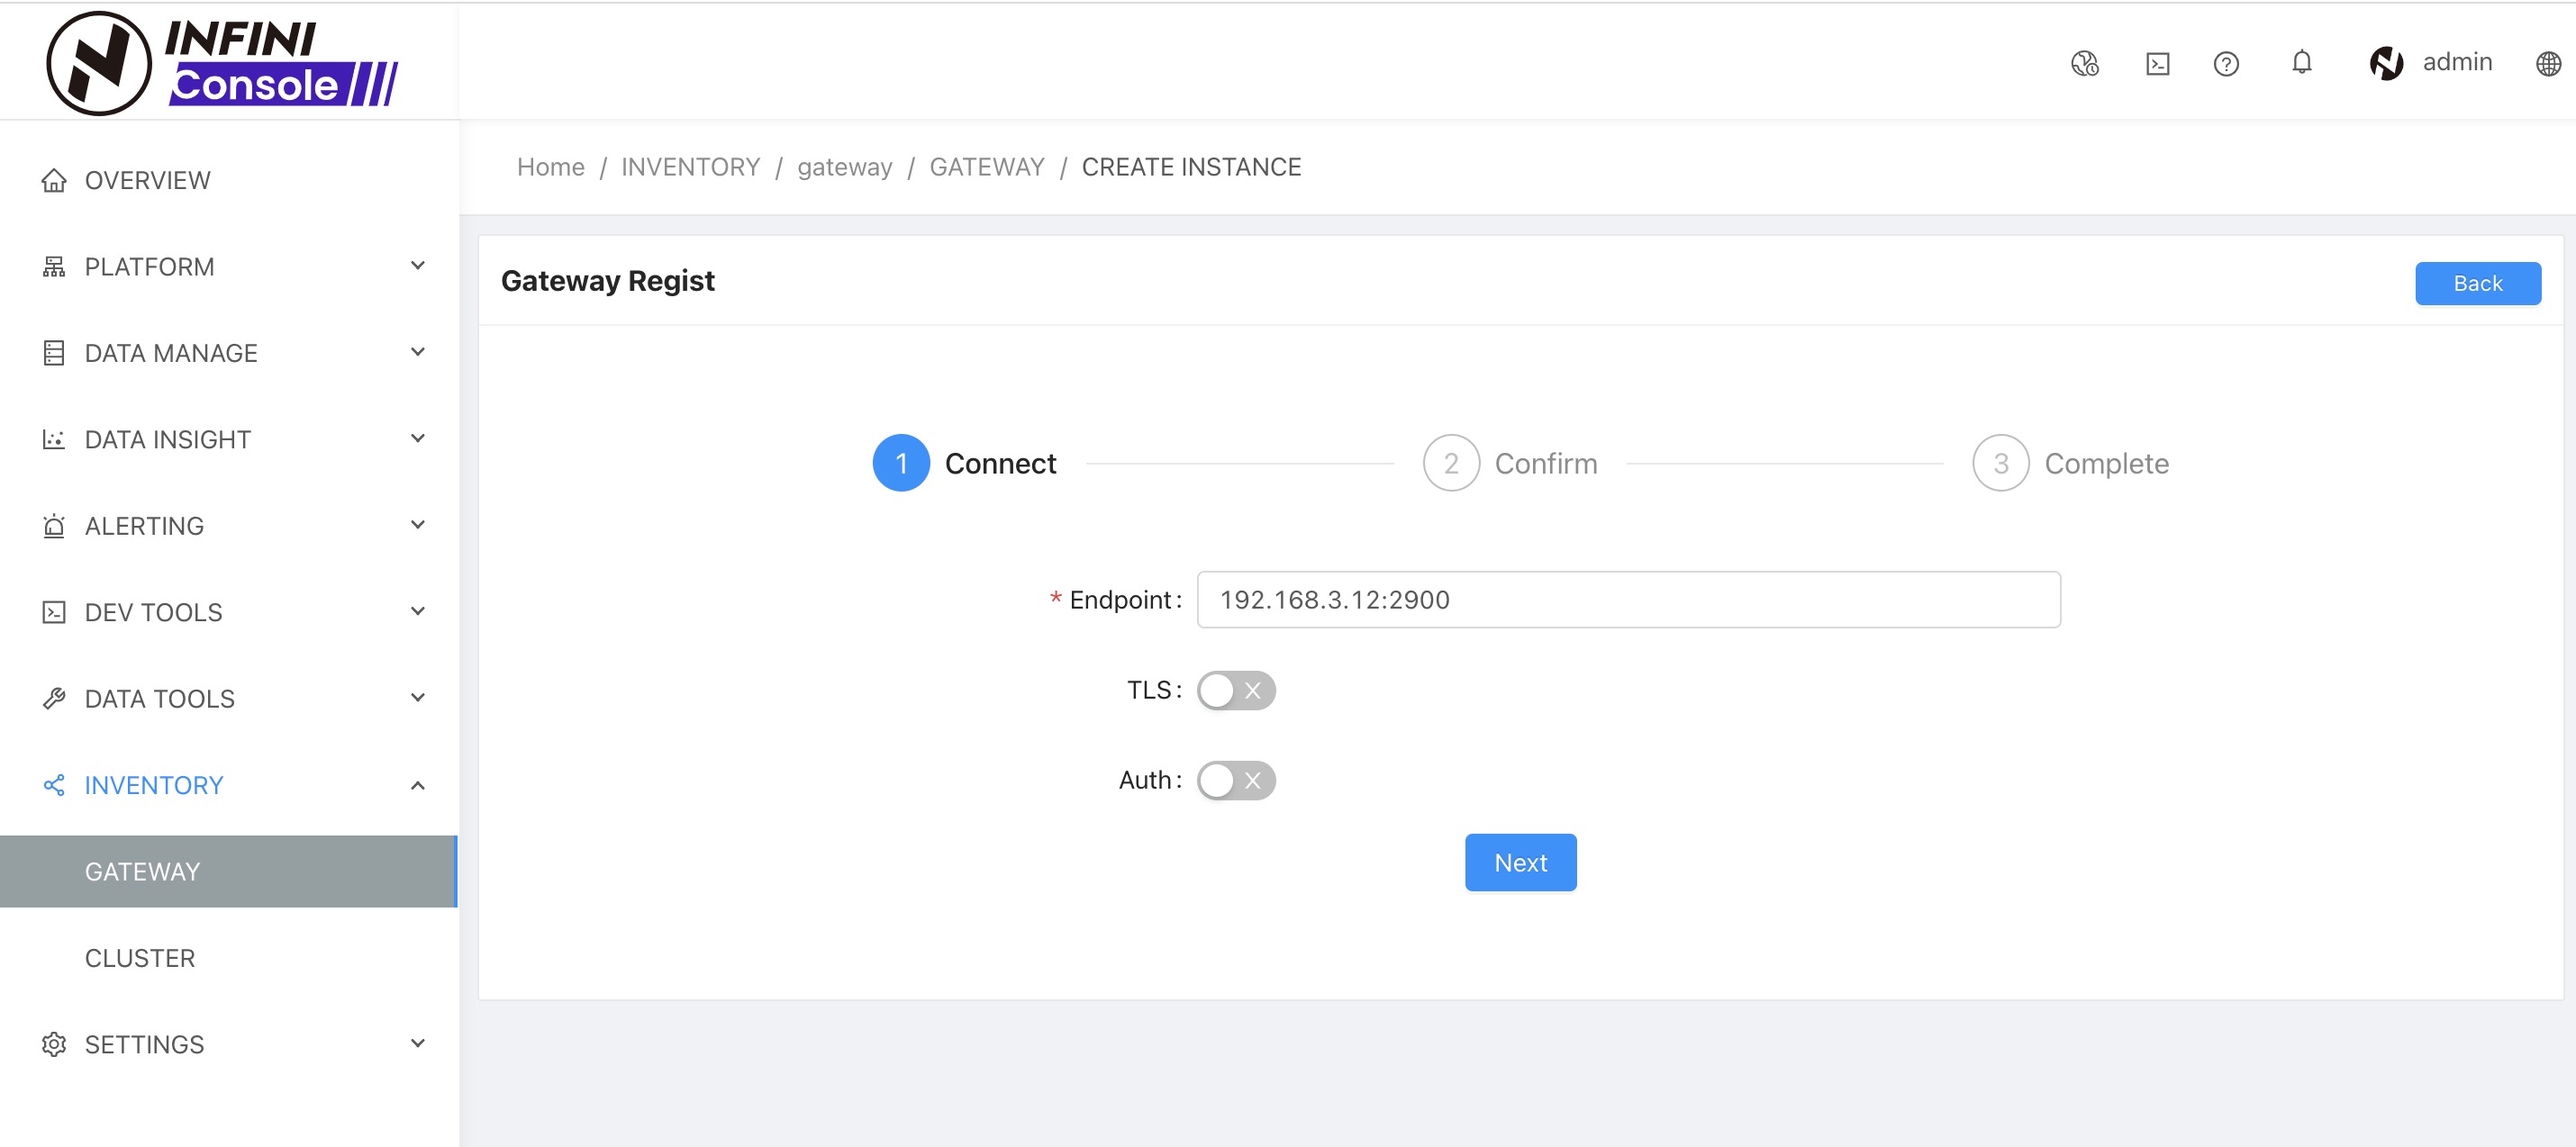 INFINI
Console
admin
Home / INVENTORY / gateway / GATEWAY / CREATE INSTANCE
OVERVIEW
PLATFORM
DATA MANAGE
DATA INSIGHT
ALERTING
DEV TOOLS
DATA TOOLS
INVENTORY
GATEWAY
CLUSTER
SETTINGS
Gateway Regist
Back
1 Connect
2 Confirm
3 Complete
* Endpoint: 192.168.3.12:2900
TLS:
Auth:
Next